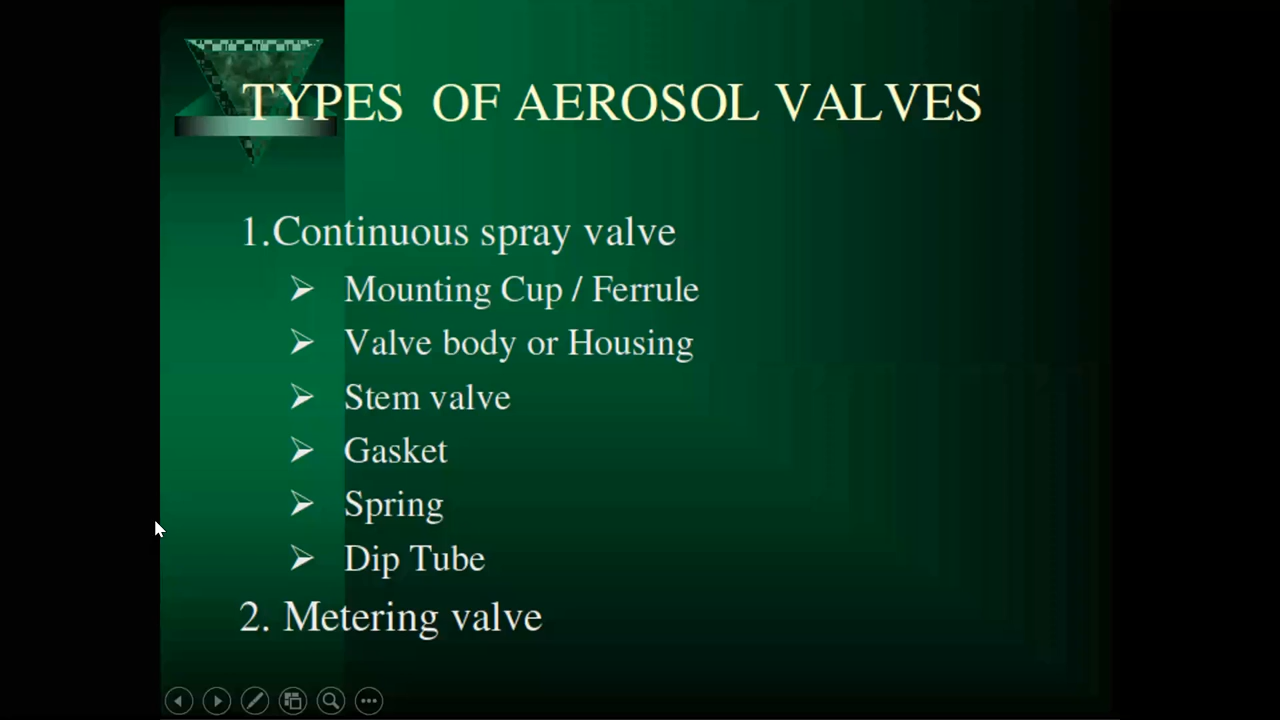 TYPES OF AEROSOL VALVES
1.Continuous spray valve
➢ Mounting Cup / Ferrule
➢ Valve body or Housing
➢ Stem valve
➢ Gasket
➢ Spring
➢ Dip Tube
2. Metering valve